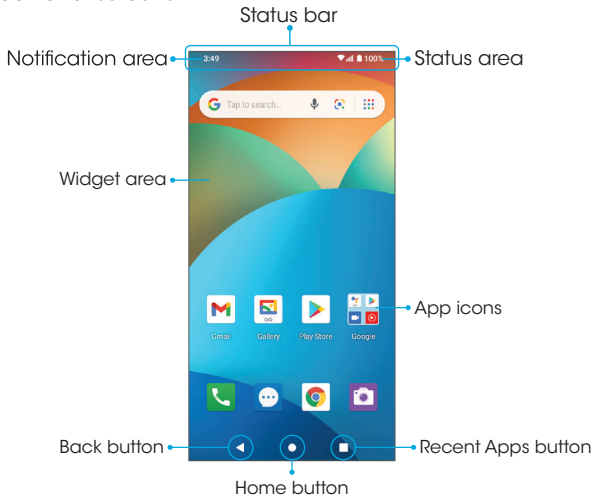 Status bar
Notification area
3:49
100%
Status area
G Tap to search...
Widget area
GO
App icons
Gmail Gallery Play Store Google
Back button
Recent Apps button
Home button